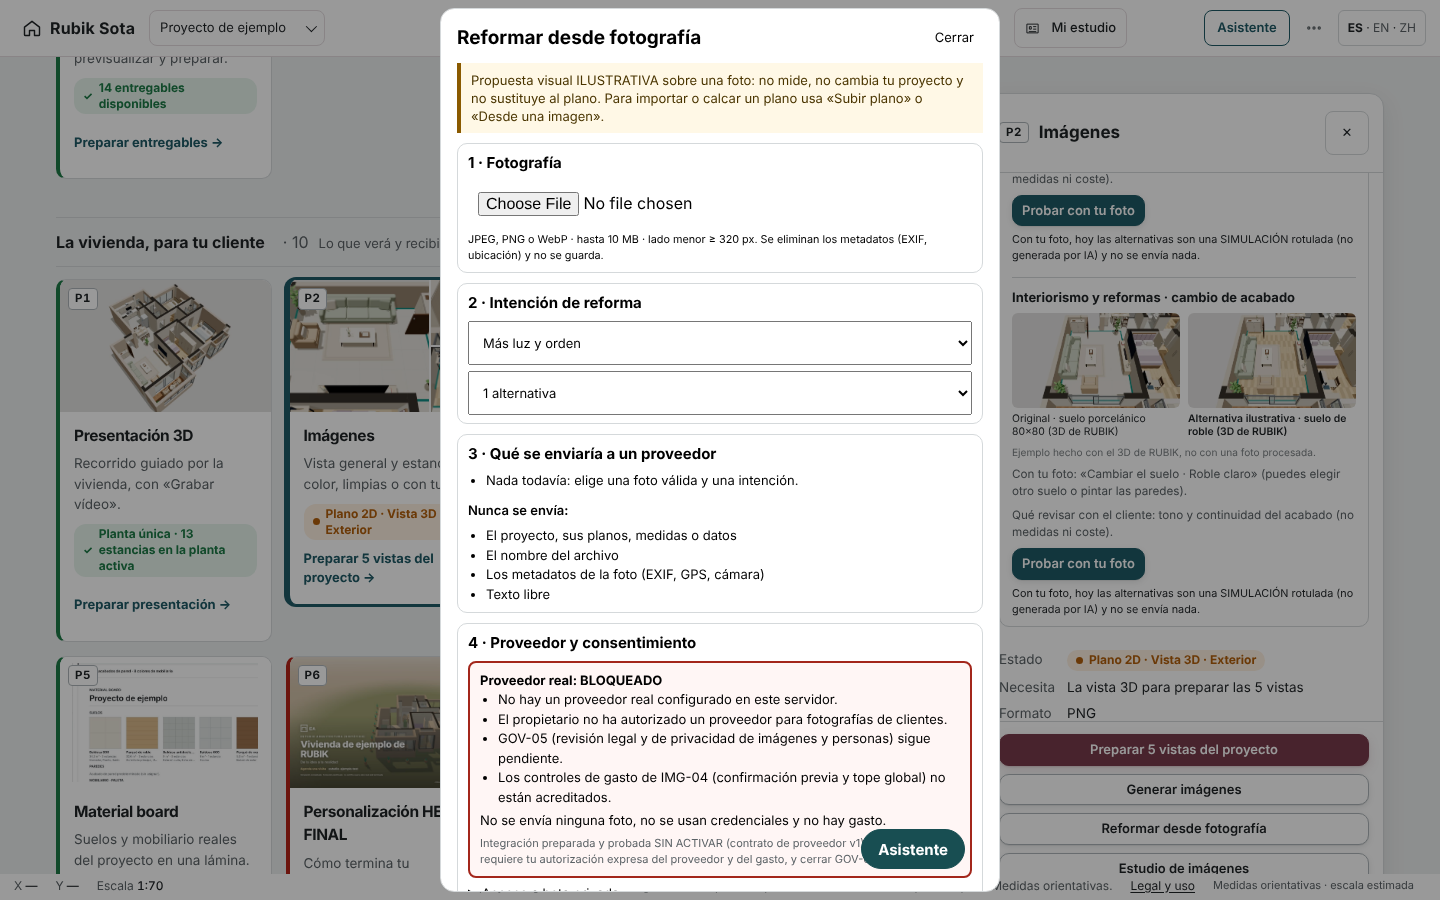 Rubik Sota
Proyecto de ejemplo
Mi estudio
Asistente
ES · EN · ZH
previsualizar y preparar.
14 entregables
disponibles
Preparar entregables →
La vivienda, para tu cliente · 10 Lo que verá y recibi
P1
Presentación 3D
Recorrido guiado por la
vivienda, con «Grabar
vídeo».
Planta única · 13
estancias en la planta
activa
Preparar presentación →
P2
Imágenes
Vista general y estanc
color, limpias o con tu
Plano 2D · Vista 3D
Exterior
Preparar 5 vistas del
proyecto →
P5
Proyecto de ejemplo
Material board
Suelos y mobiliario reales
del proyecto en una lámina.
P6
Vivienda de ejemplo de
RUBIK
Personalización HE
FINAL
Cómo termina tu
Reformar desde fotografía
Cerrar
Propuesta visual ILUSTRATIVA sobre una foto: no mide, no cambia tu proyecto y
no sustituye al plano. Para importar o calcar un plano usa «Subir plano» o
«Desde una imagen».
1 · Fotografía
Choose File No file chosen
JPEG, PNG o WebP · hasta 10 MB · lado menor ≥ 320 px. Se eliminan los metadatos (EXIF,
ubicación) y no se guarda.
2 · Intención de reforma
Más luz y orden
1 alternativa
3 · Qué se enviaría a un proveedor
• Nada todavía: elige una foto válida y una intención.
Nunca se envía:
• El proyecto, sus planos, medidas o datos
• El nombre del archivo
• Los metadatos de la foto (EXIF, GPS, cámara)
• Texto libre
4 · Proveedor y consentimiento
Proveedor real: BLOQUEADO
• No hay un proveedor real configurado en este servidor.
• El propietario no ha autorizado un proveedor para fotografías de clientes.
• GOV-05 (revisión legal y de privacidad de imágenes y personas) sigue
pendiente.
• Los controles de gasto de IMG-04 (confirmación previa y tope global) no
están acreditados.
No se envía ninguna foto, no se usan credenciales y no hay gasto.
Integración preparada y probada SIN ACTIVAR (contrato de proveedor v1)
requiere tu autorización expresa del proveedor y del gasto, y cerrar GOV-
Asistente
P2 Imágenes ×
medidas ni coste).
Probar con tu foto
Con tu foto, hoy las alternativas son una SIMULACIÓN rotulada (no
generada por IA) y no se envía nada.
Interiorismo y reformas · cambio de acabado
Original · suelo porcelánico
80×80 (3D de RUBIK)
Alternativa ilustrativa · suelo de
roble (3D de RUBIK)
Ejemplo hecho con el 3D de RUBIK, no con una foto procesada.
Con tu foto: «Cambiar el suelo · Roble claro» (puedes elegir
otro suelo o pintar las paredes).
Qué revisar con el cliente: tono y continuidad del acabado (no
medidas ni coste).
Probar con tu foto
Con tu foto, hoy las alternativas son una SIMULACIÓN rotulada (no
generada por IA) y no se envía nada.
Estado Plano 2D · Vista 3D · Exterior
Necesita La vista 3D para preparar las 5 vistas
Formato PNG
Preparar 5 vistas del proyecto
Generar imágenes
Reformar desde fotografía
Estudio de imágenes
X — Y — Escala 1:70
Medidas orientativas. Legal y uso Medidas orientativas · escala estimada